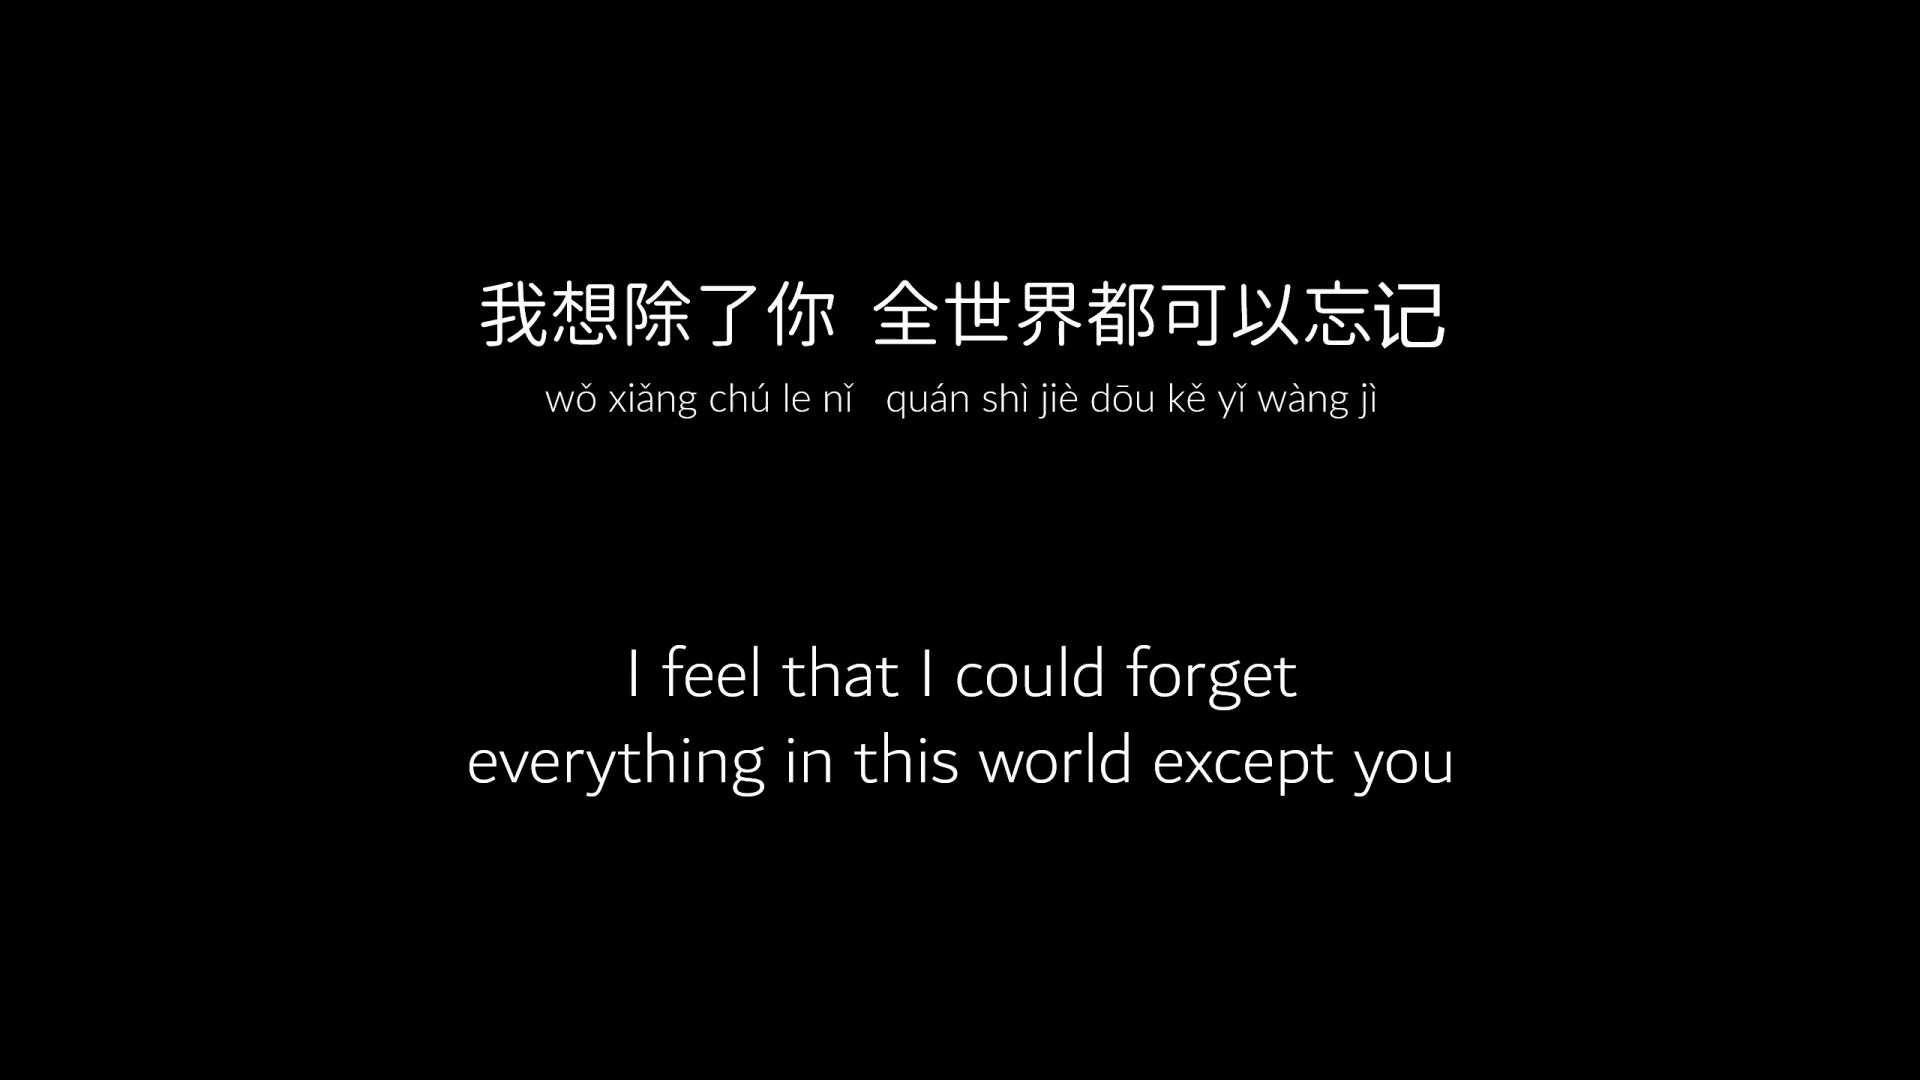 我想除了你 全世界都可以忘记
wǒ xiǎng chú le nǐ quán shì jiè dōu kě yǐ wàng jì
I feel that I could forget
everything in this world except you